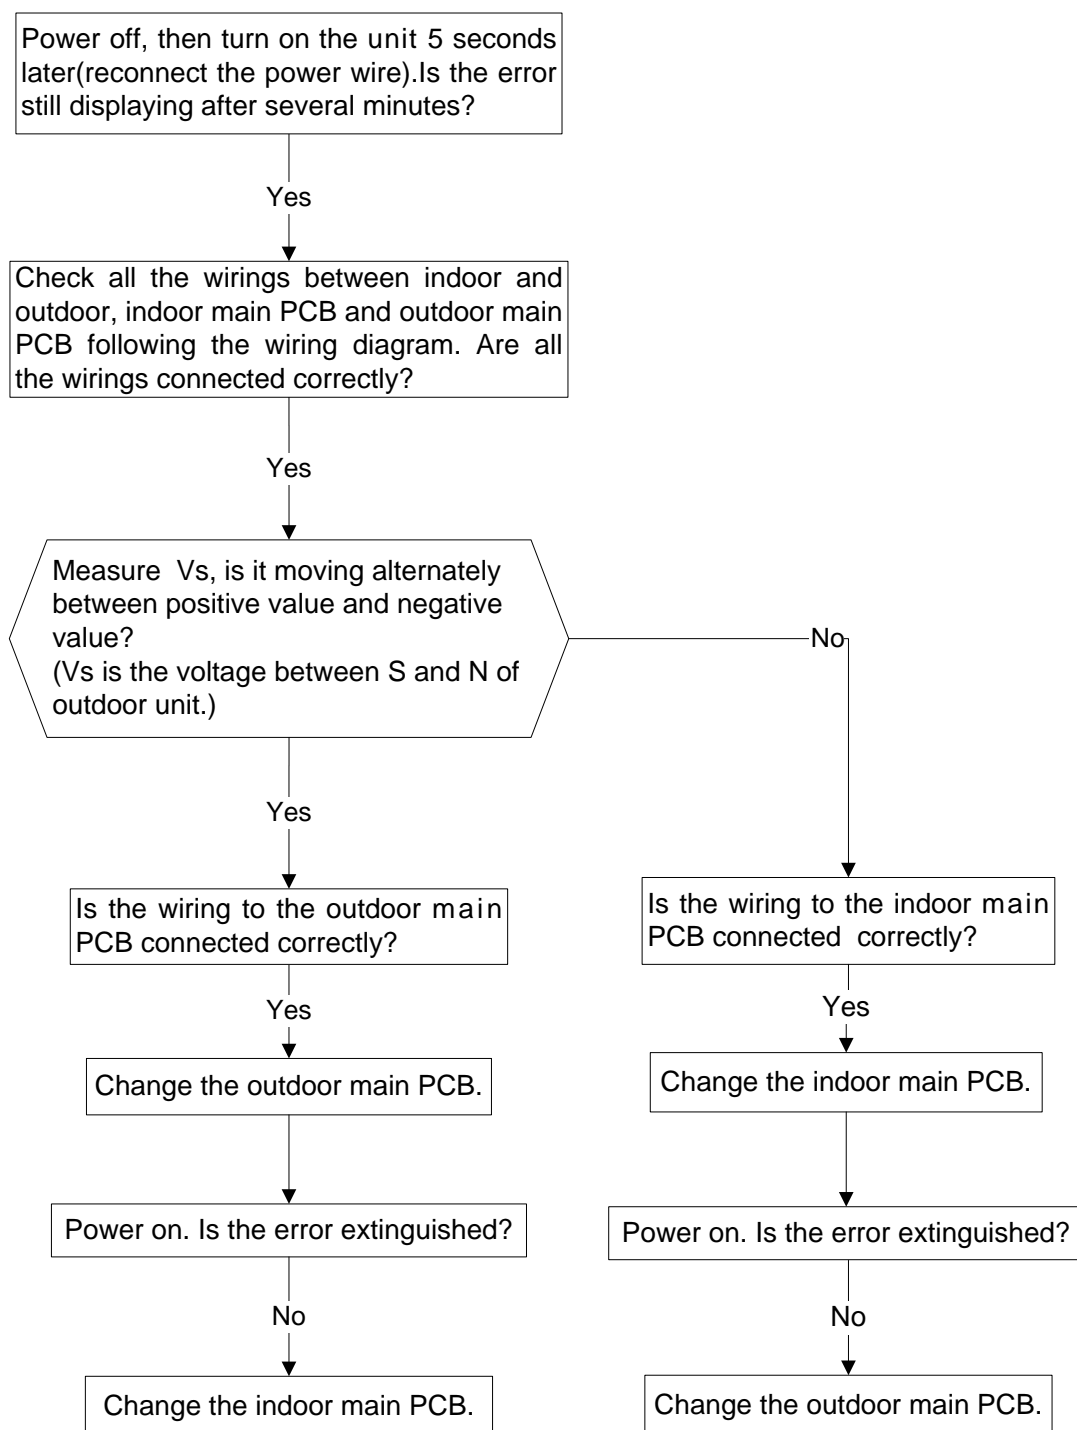 Power off, then turn on the unit 5 seconds
later(reconnect the power wire).Is the error
still displaying after several minutes?
Yes
Check all the wirings between indoor and
outdoor, indoor main PCB and outdoor main
PCB following the wiring diagram. Are all
the wirings connected correctly?
Yes
Measure Vs, is it moving alternately
between positive value and negative
value?
(Vs is the voltage between S and N of
outdoor unit.)
No
Yes
Is the wiring to the outdoor main
PCB connected correctly?
Yes
Change the outdoor main PCB.
Power on. Is the error extinguished?
No
Change the indoor main PCB.
Is the wiring to the indoor main
PCB connected correctly?
Yes
Change the indoor main PCB.
Power on. Is the error extinguished?
No
Change the outdoor main PCB.